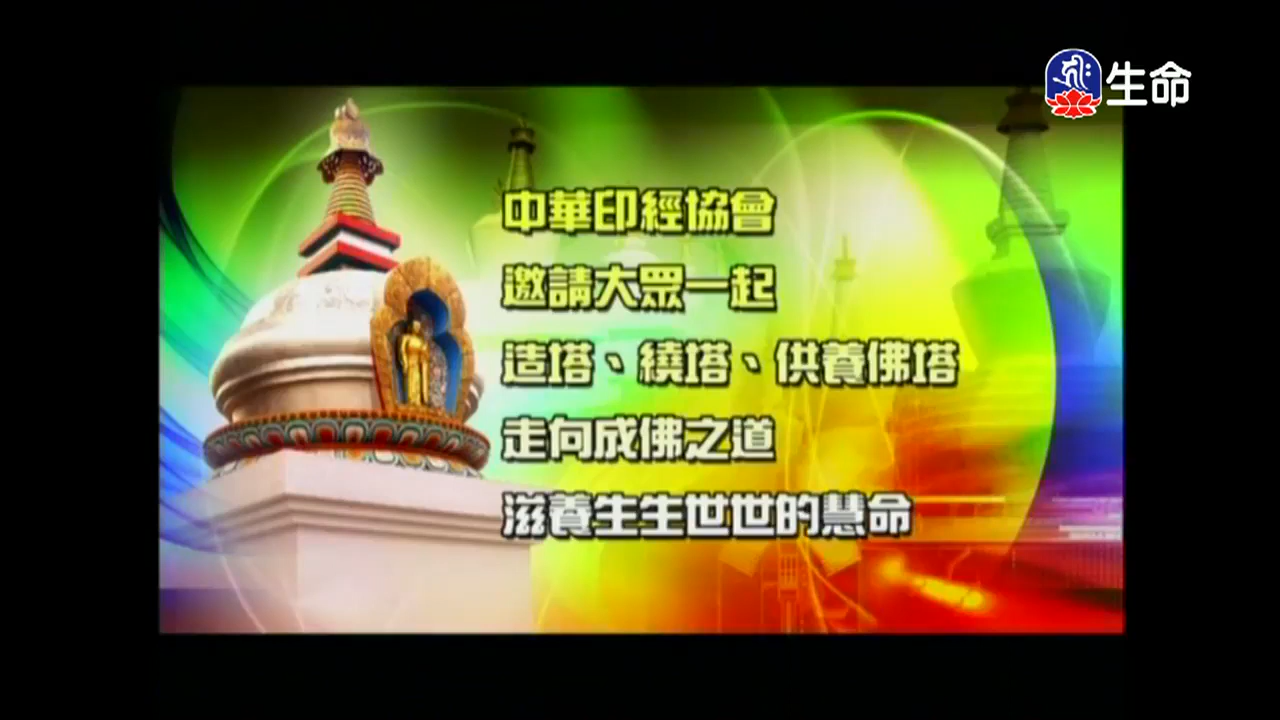 生命
中華印經協會
邀請大眾一起
造塔、繞塔、供養佛塔
走向成佛之道
滋養生生世世的慧命